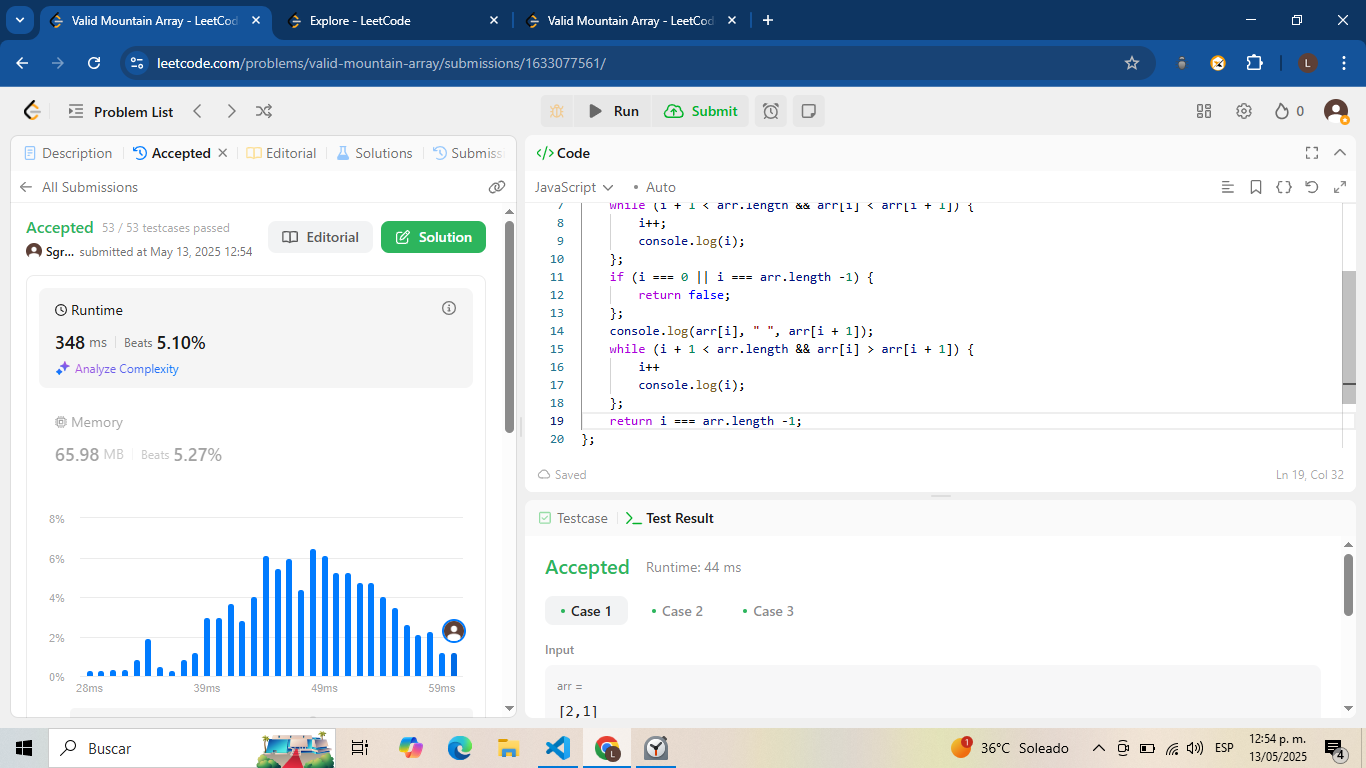 Valid Mountain Array - LeetCod
Explore - LeetCode
Valid Mountain Array - LeetCod
leetcode.com/problems/valid-mountain-array/submissions/1633077561/
L
Problem List
Run
Submit
0
Description
Accepted
Editorial
Solutions
Submiss
All Submissions
Accepted
53 / 53 testcases passed
Sgr...
submitted at May 13, 2025 12:54
Editorial
Solution
Runtime
348 ms
Beats 5.10%
Analyze Complexity
Memory
65.98 MB
Beats 5.27%
8%
6%
4%
2%
0%
28ms
39ms
49ms
59ms
</> Code
JavaScript
Auto
7 while (i + 1 < arr.length && arr[i] < arr[i + 1]) {
8 i++;
9 console.log(i);
10 };
11 if (i === 0 || i === arr.length -1) {
12 return false;
13 };
14 console.log(arr[i], " ", arr[i + 1]);
15 while (i + 1 < arr.length && arr[i] > arr[i + 1]) {
16 i++
17 console.log(i);
18 };
19 return i === arr.length -1;
20 };
Saved
Ln 19, Col 32
Testcase
Test Result
Accepted
Runtime: 44 ms
Case 1
Case 2
Case 3
Input
arr =
[2,1]
Buscar
L
1
36°C Soleado
ESP
12:54 p. m.
13/05/2025
4